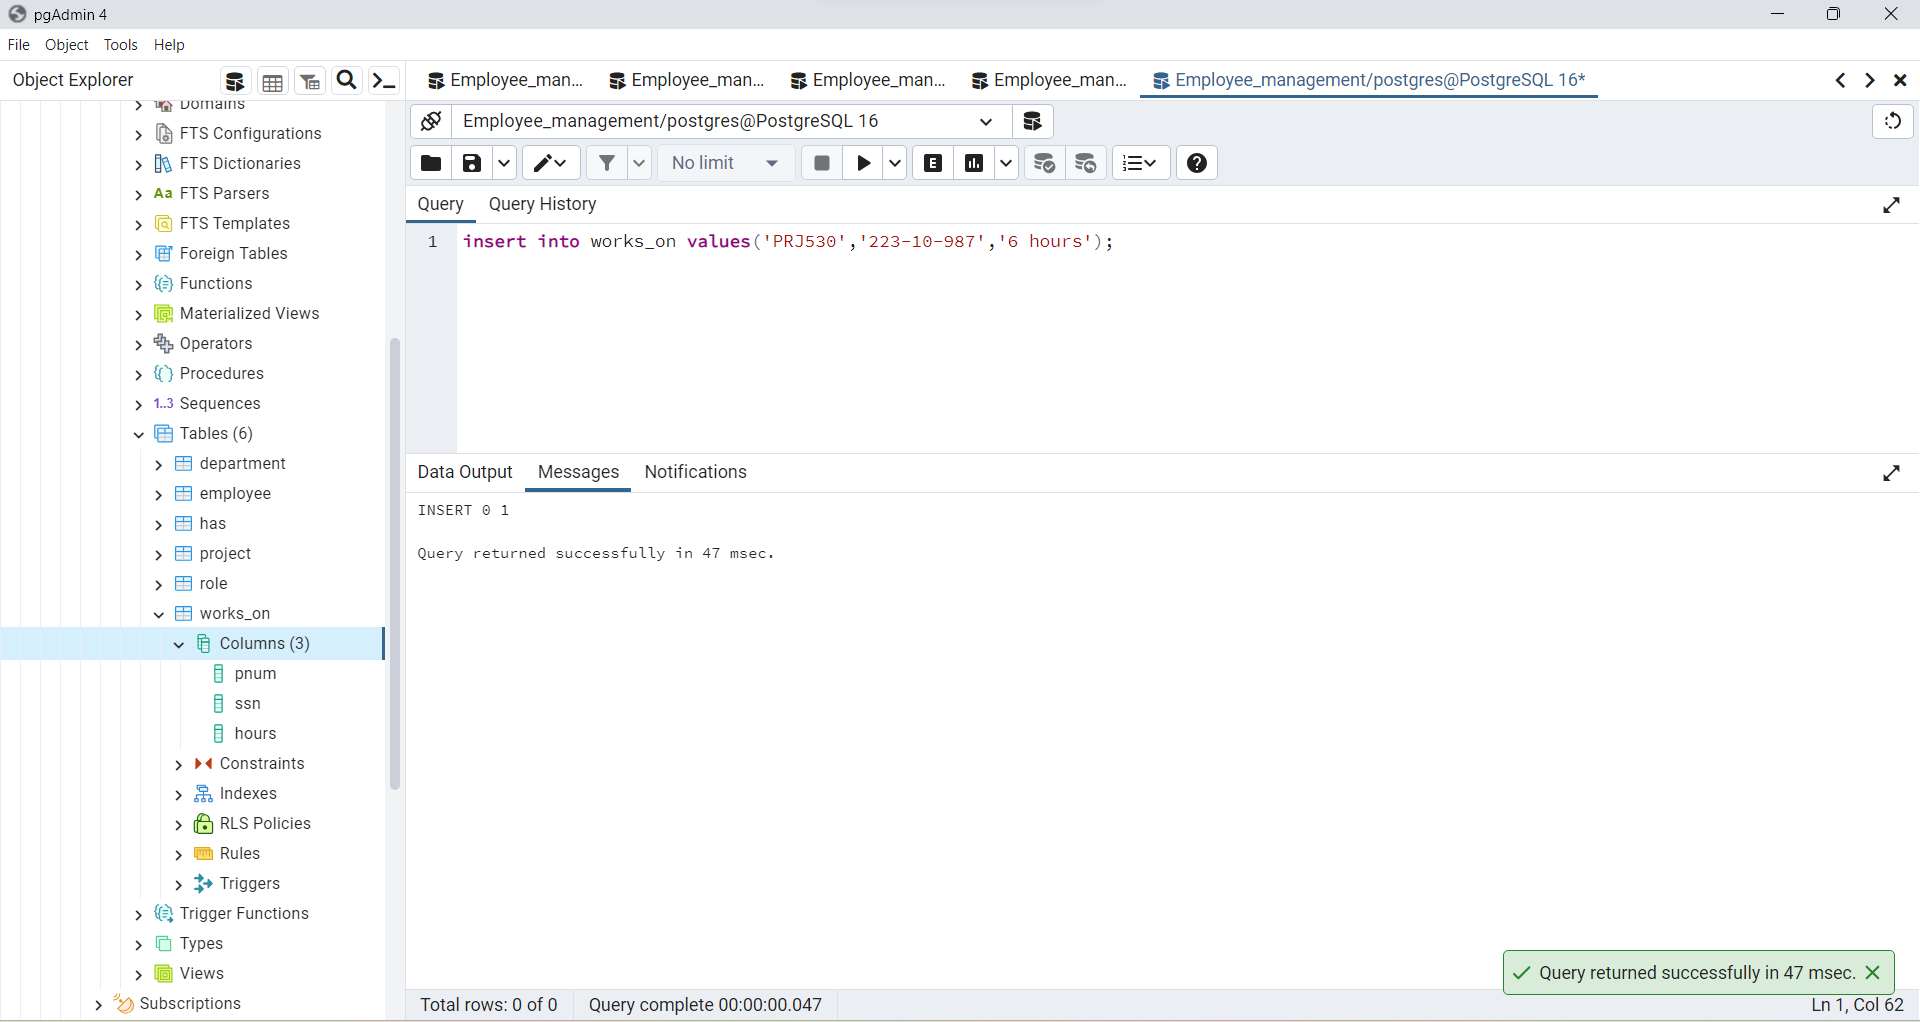 pgAdmin 4
File Object Tools Help
Object Explorer
Employee_man... Employee_man... Employee_man... Employee_man... Employee_management/postgres@PostgreSQL 16*
Employee_management/postgres@PostgreSQL 16
No limit
E
Query Query History
1 insert into works_on values('PRJ530','223-10-987','6 hours');
Domains
FTS Configurations
FTS Dictionaries
Aa FTS Parsers
FTS Templates
Foreign Tables
Functions
Materialized Views
Operators
Procedures
1..3 Sequences
Tables (6)
department
employee
has
project
role
works_on
Columns (3)
pnum
ssn
hours
Constraints
Indexes
RLS Policies
Rules
Triggers
Trigger Functions
Types
Views
Subscriptions
Data Output Messages Notifications
INSERT 0 1
Query returned successfully in 47 msec.
Query returned successfully in 47 msec.
Total rows: 0 of 0 Query complete 00:00:00.047 Ln 1, Col 62